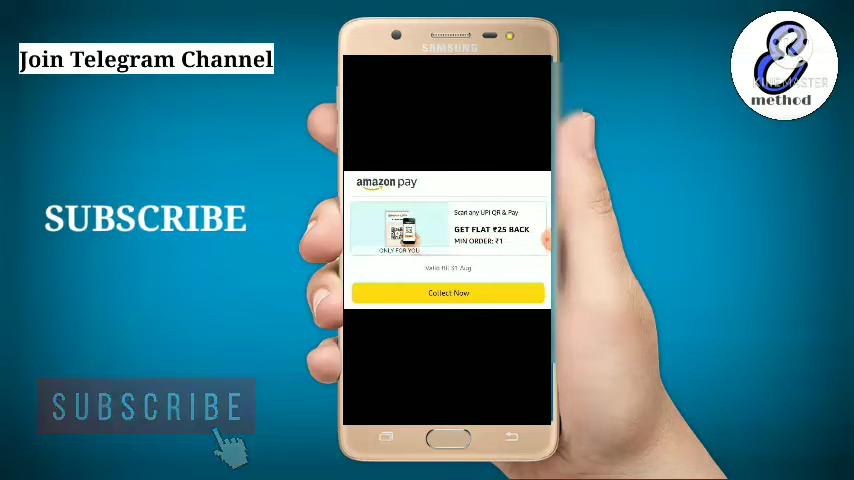 Join Telegram Channel
SUBSCRIBE
SUBSCRIBE
SAMSUNG
amazon pay
Scan any UPI QR & Pay
GET FLAT ₹25 BACK
MIN ORDER: ₹1
ONLY FOR YOU
Valid till 31 Aug
Collect Now
KINEMASTER
method